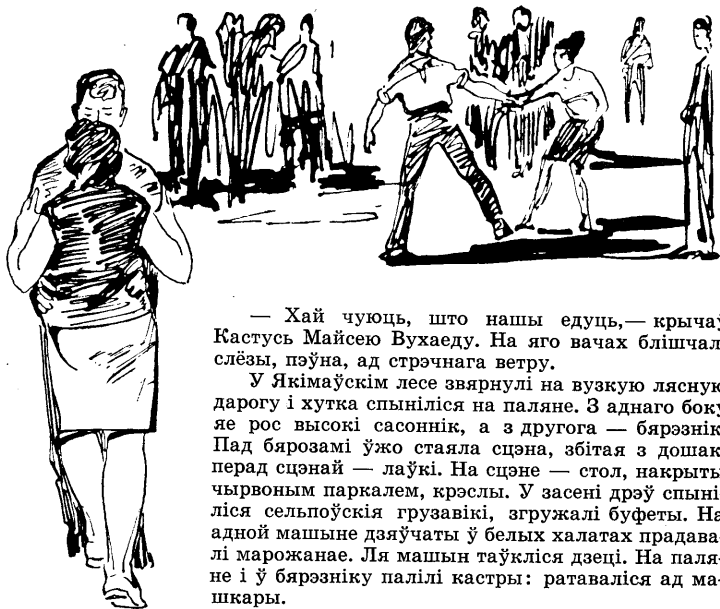 — Хай чуюць, што нашы едуць,— крычаў
Кастусь Майсею Вухаеду. На яго вачах блішчал
слёзы, пэўна, ад стрэчнага ветру.
У Якімаўскім лесе звярнулі на вузкую лясную
дарогу і хутка спыніліся на паляне. З аднаго боку
яе рос высокі сасоннік, а з другога — бярэзнік
Пад бярозамі ўжо стаяла сцэна, збітая з дошак
перад сцэнай — лаўкі. На сцэне — стол, накрыты
чырвоным паркалем, крэслы. У засені дрэў спыні-
ліся сельпоўскія грузавікі, згружалі буфеты. На
адной машыне дзяўчаты ў белых халатах прадава-
лі марожанае. Ля машын таўкліся дзеці. На паля-
не і ў бярэзніку палілі кастры: ратаваліся ад ма-
шкары.